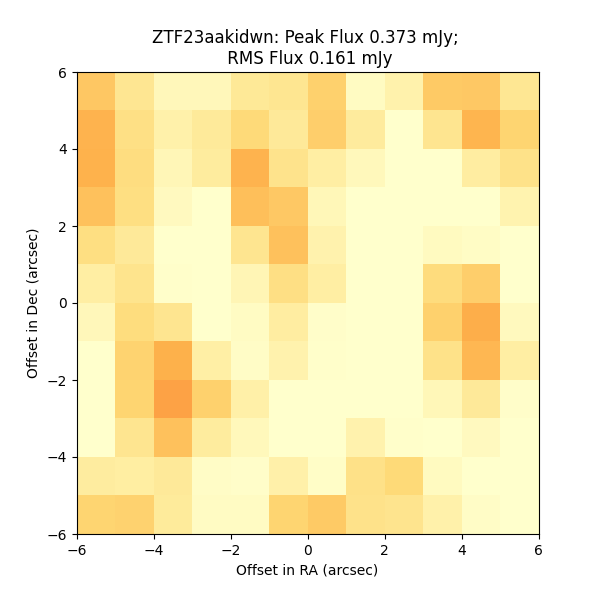 ZTF23aakidwn: Peak Flux 0.373 mJy;
RMS Flux 0.161 mJy
6
4
2
0
−2
−4
−6
Offset in Dec (arcsec)
−6 −4 −2 0 2 4 6
Offset in RA (arcsec)